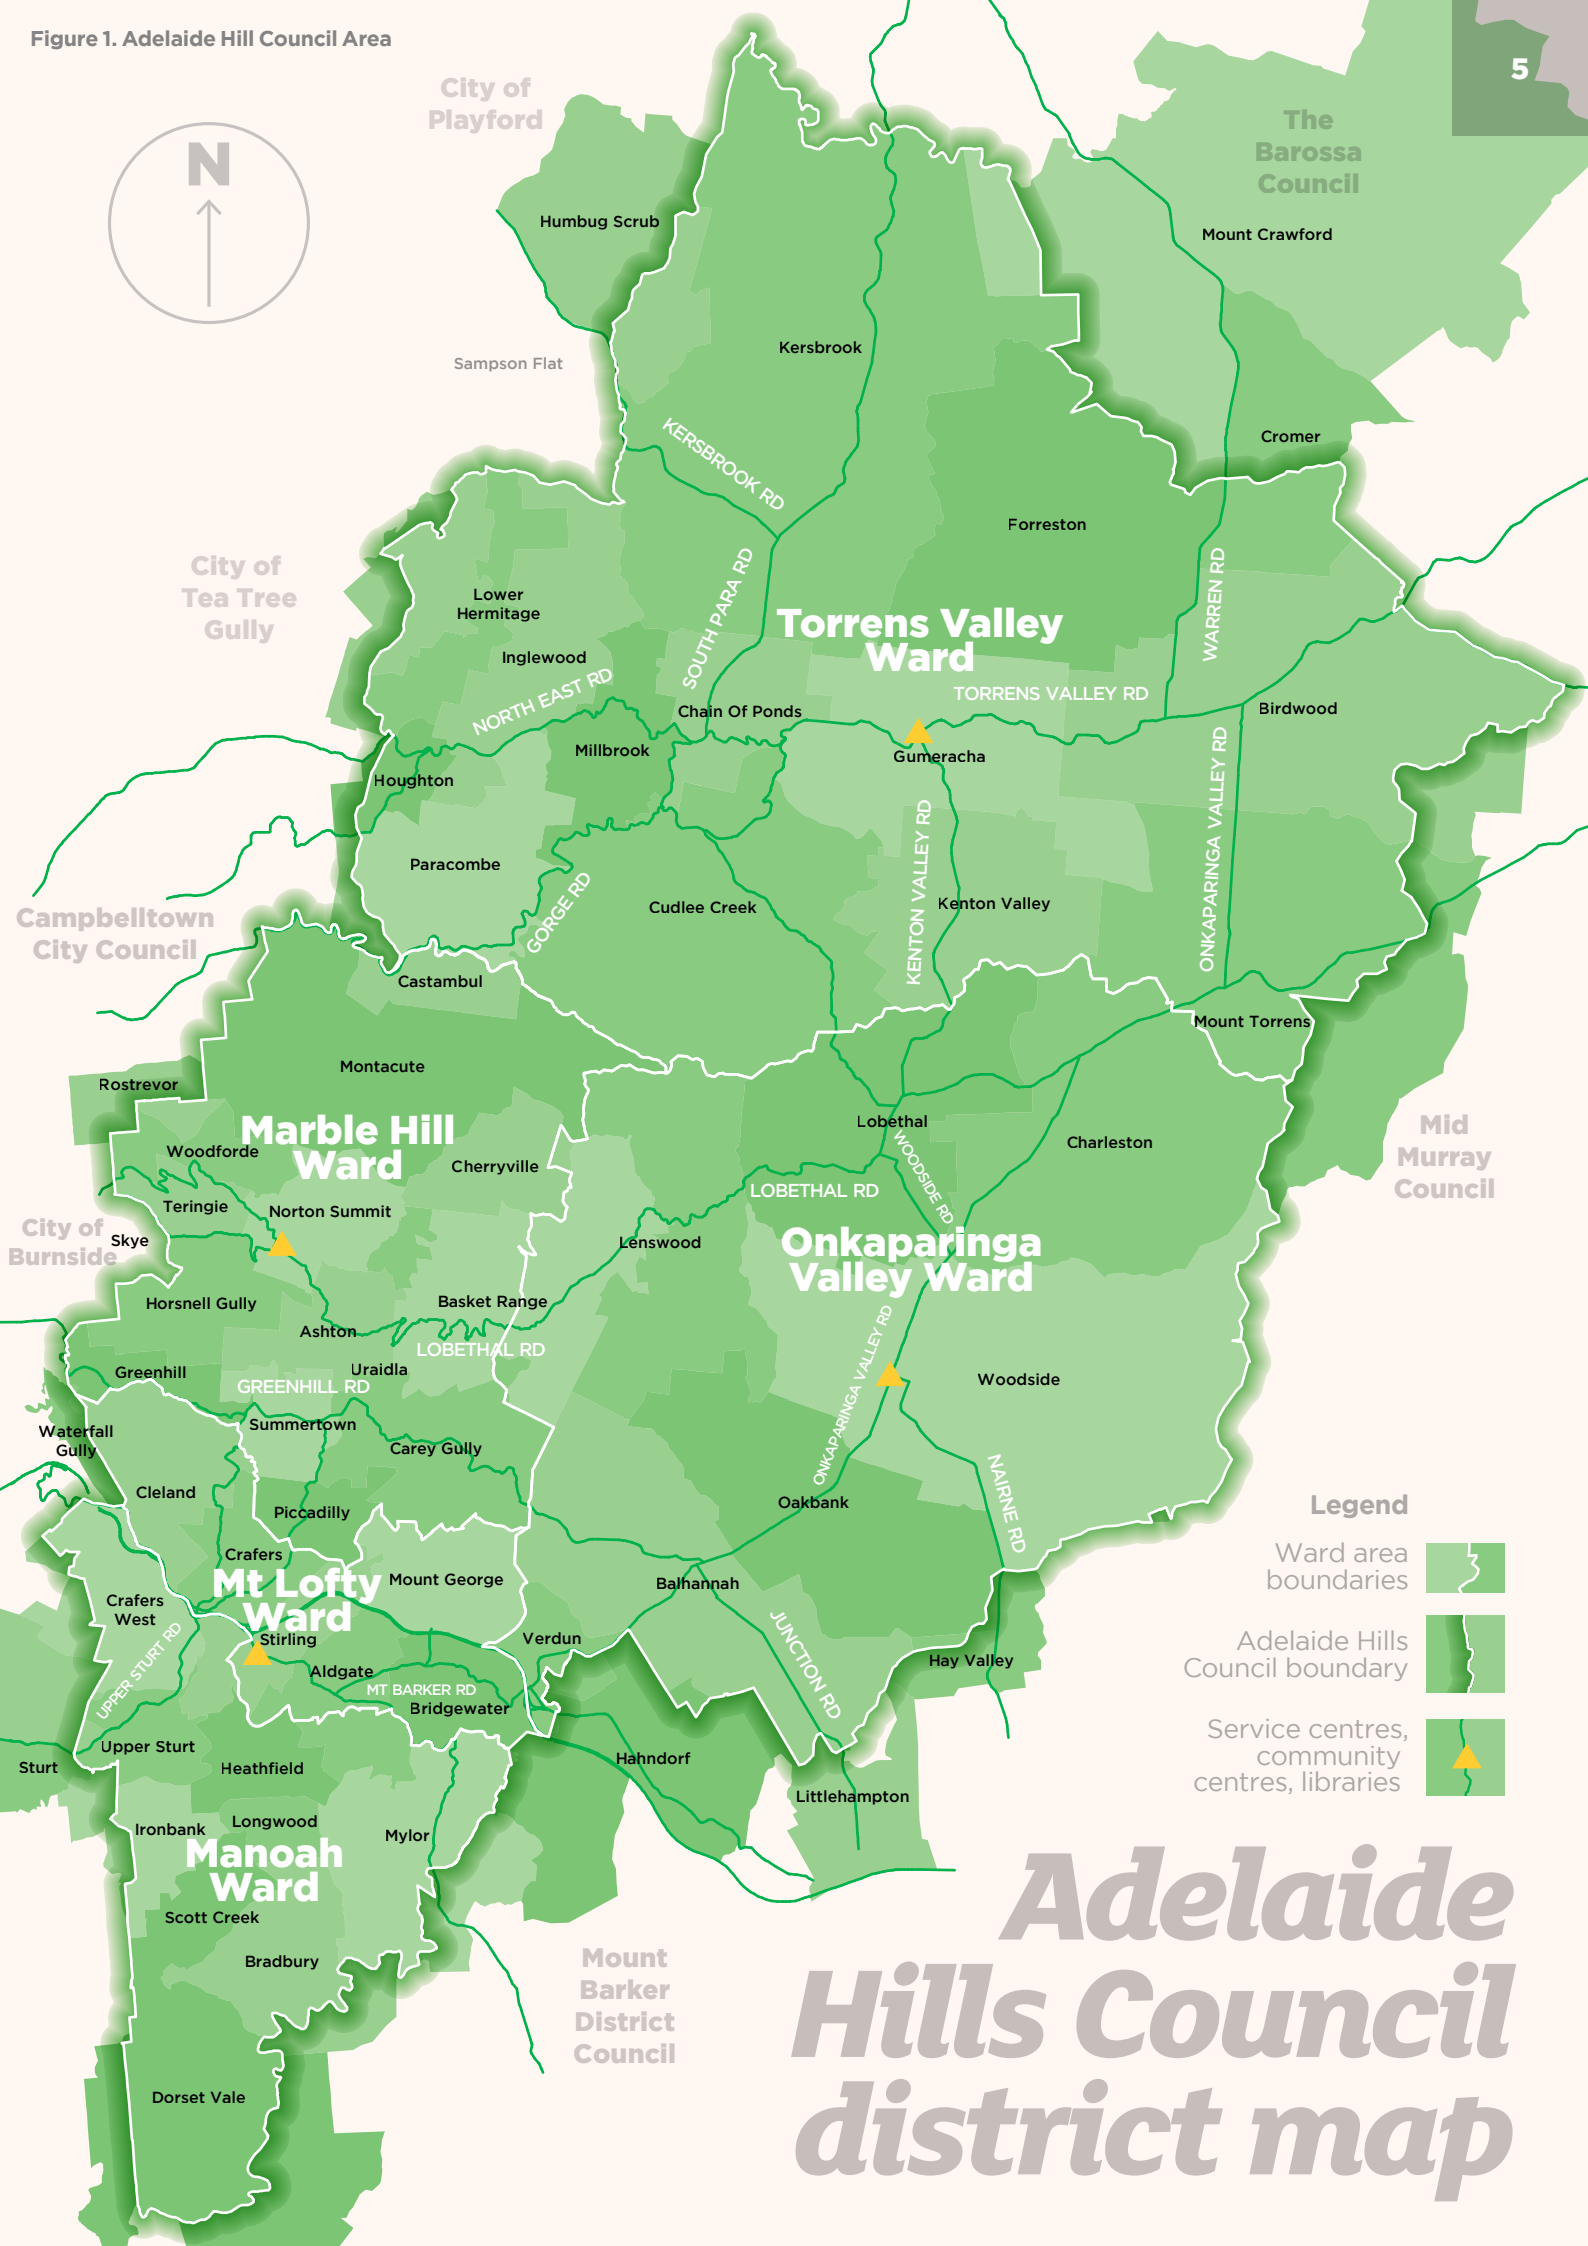 Figure 1. Adelaide Hill Council Area
5
N
City of
Playford
The
Barossa
Council
Humbug Scrub
Mount Crawford
Kersbrook
Sampson Flat
KERSBROOK RD
Cromer
Forreston
City of
Tea Tree
Gully
Lower
Hermitage
SOUTH PARA RD
WARREN RD
Torrens Valley
Ward
Inglewood
NORTH EAST RD
TORRENS VALLEY RD
Chain Of Ponds
Birdwood
Millbrook
Gumeracha
Houghton
ONKAPARINGA VALLEY RD
KENTON VALLEY RD
Paracombe
GORGE RD
Cudlee Creek
Kenton Valley
Campbelltown
City Council
Castambul
Mount Torrens
Montacute
Rostrevor
Marble Hill
Ward
Lobethal
WOODSIDE RD
Charleston
Mid
Murray
Council
Woodforde
Cherryville
LOBETHAL RD
Teringie
Norton Summit
City of
Burnside
Skye
Lenswood
Onkaparinga
Valley Ward
Horsnell Gully
Basket Range
Ashton
LOBETHAL RD
ONKAPARINGA VALLEY RD
Greenhill
Uraidla
GREENHILL RD
Woodside
Summertown
Waterfall
Gully
Carey Gully
Cleland
NAIRNE RD
Oakbank
Piccadilly
Legend
Ward area
boundaries
Crafers
Mt Lofty
Ward
Mount George
Balhannah
Crafers
West
UPPER STURT RD
JUNCTION RD
Stirling
Verdun
Adelaide Hills
Council boundary
Aldgate
Hay Valley
MT BARKER RD
Bridgewater
Service centres,
community
centres, libraries
Upper Sturt
Sturt
Heathfield
Hahndorf
Littlehampton
Ironbank
Longwood
Mylor
Manoah
Ward
Scott Creek
Bradbury
Mount
Barker
District
Council
Dorset Vale
Adelaide
Hills Council
district map